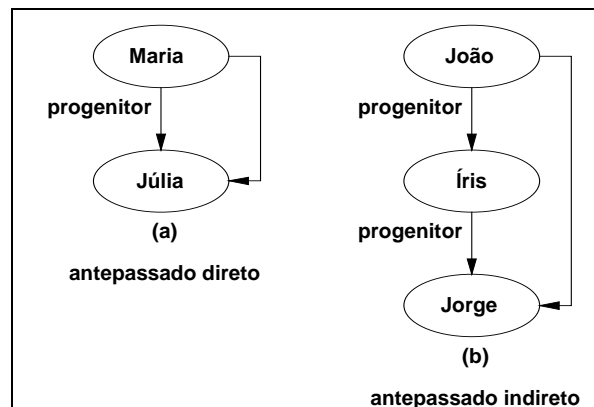 Maria
progenitor
Júlia
(a)
antepassado direto
João
progenitor
Íris
progenitor
Jorge
(b)
antepassado indireto